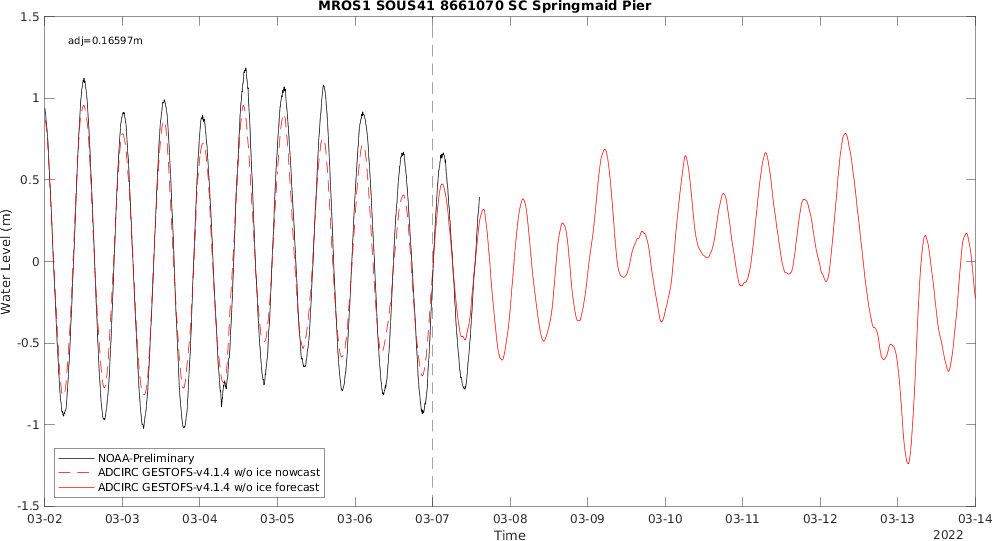 MROS1 SOUS41 8661070 SC Springmaid Pier
adj=0.16597m
1.5
1
0.5
0
-0.5
-1
-1.5
Water Level (m)
NOAA-Preliminary
ADCIRC GESTOFS-v4.1.4 w/o ice nowcast
ADCIRC GESTOFS-v4.1.4 w/o ice forecast
03-02 03-03 03-04 03-05 03-06 03-07 03-08 03-09 03-10 03-11 03-12 03-13 03-14
Time
2022